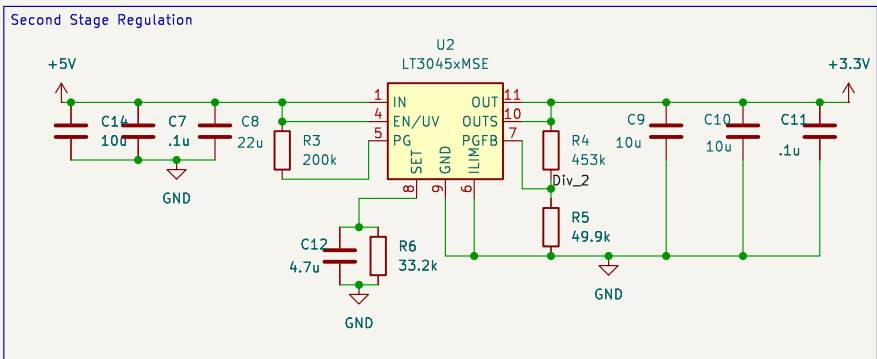 Second Stage Regulation
U2
LT3045xMSE
+5V
+3.3V
1
IN
OUT
11
4
EN/UV
OUTS
10
5
PG
PGFB
7
SET
GND
ILIM
8
9
6
C14
10u
C7
.1u
C8
22u
R3
200k
GND
R4
453k
Div_2
R5
49.9k
C9
10u
C10
10u
C11
.1u
C12
4.7u
R6
33.2k
GND
GND